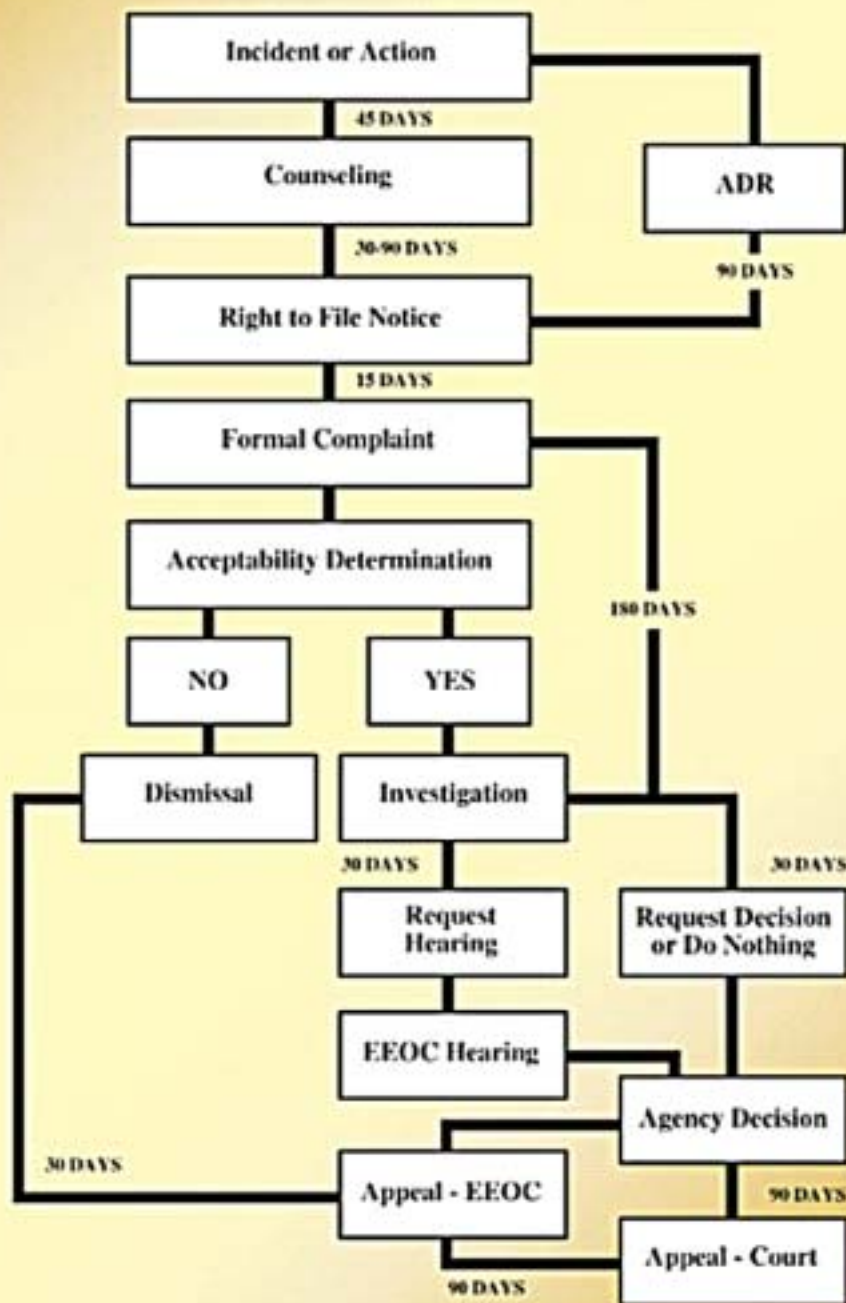 Incident or Action
45 DAYS
Counseling
ADR
30-90 DAYS
90 DAYS
Right to File Notice
15 DAYS
Formal Complaint
Acceptability Determination
180 DAYS
NO
YES
Dismissal
Investigation
30 DAYS
30 DAYS
Request
Hearing
Request Decision
or Do Nothing
EEOC Hearing
Agency Decision
30 DAYS
Appeal - EEOC
90 DAYS
Appeal - Court
90 DAYS